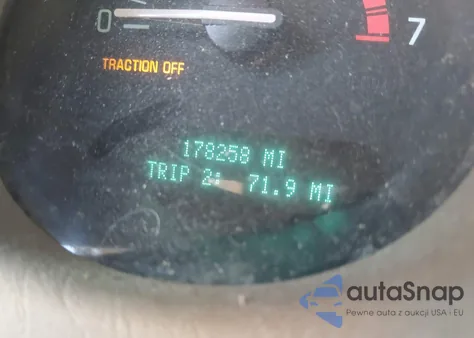 0
7
TRACTION OFF
178258 MI
TRIP 2: 71.9 MI
autaSnap
Pewne auta z aukcji USA - EU